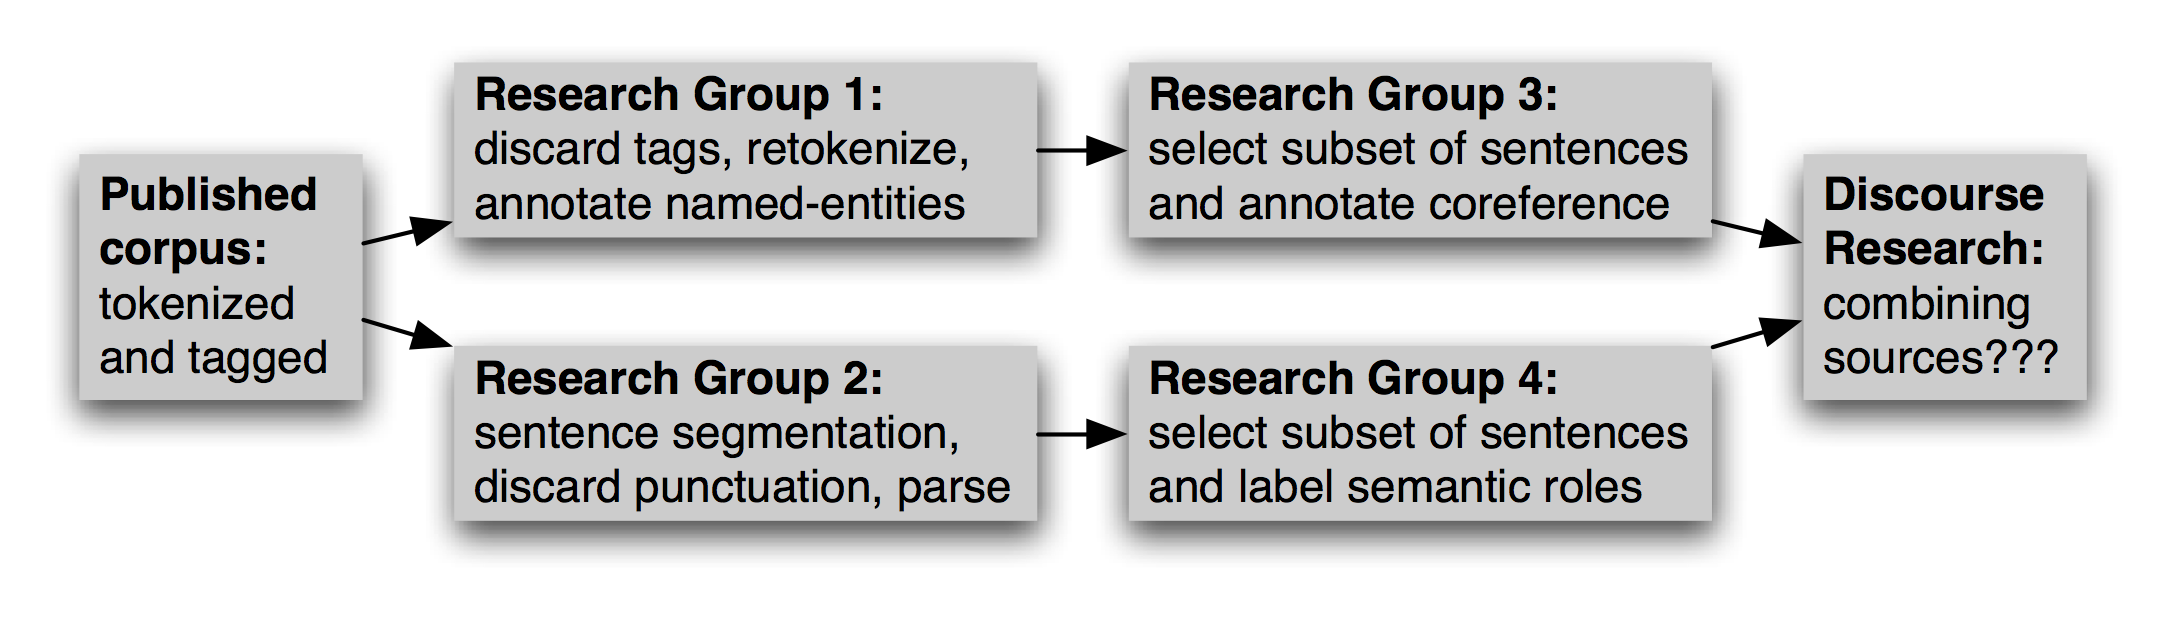 Published
corpus:
tokenized
and tagged
Research Group 1:
discard tags, retokenize,
annotate named-entities
Research Group 2:
sentence segmentation,
discard punctuation, parse
Research Group 3:
select subset of sentences
and annotate coreference
Research Group 4:
select subset of sentences
and label semantic roles
Discourse
Research:
combining
sources???